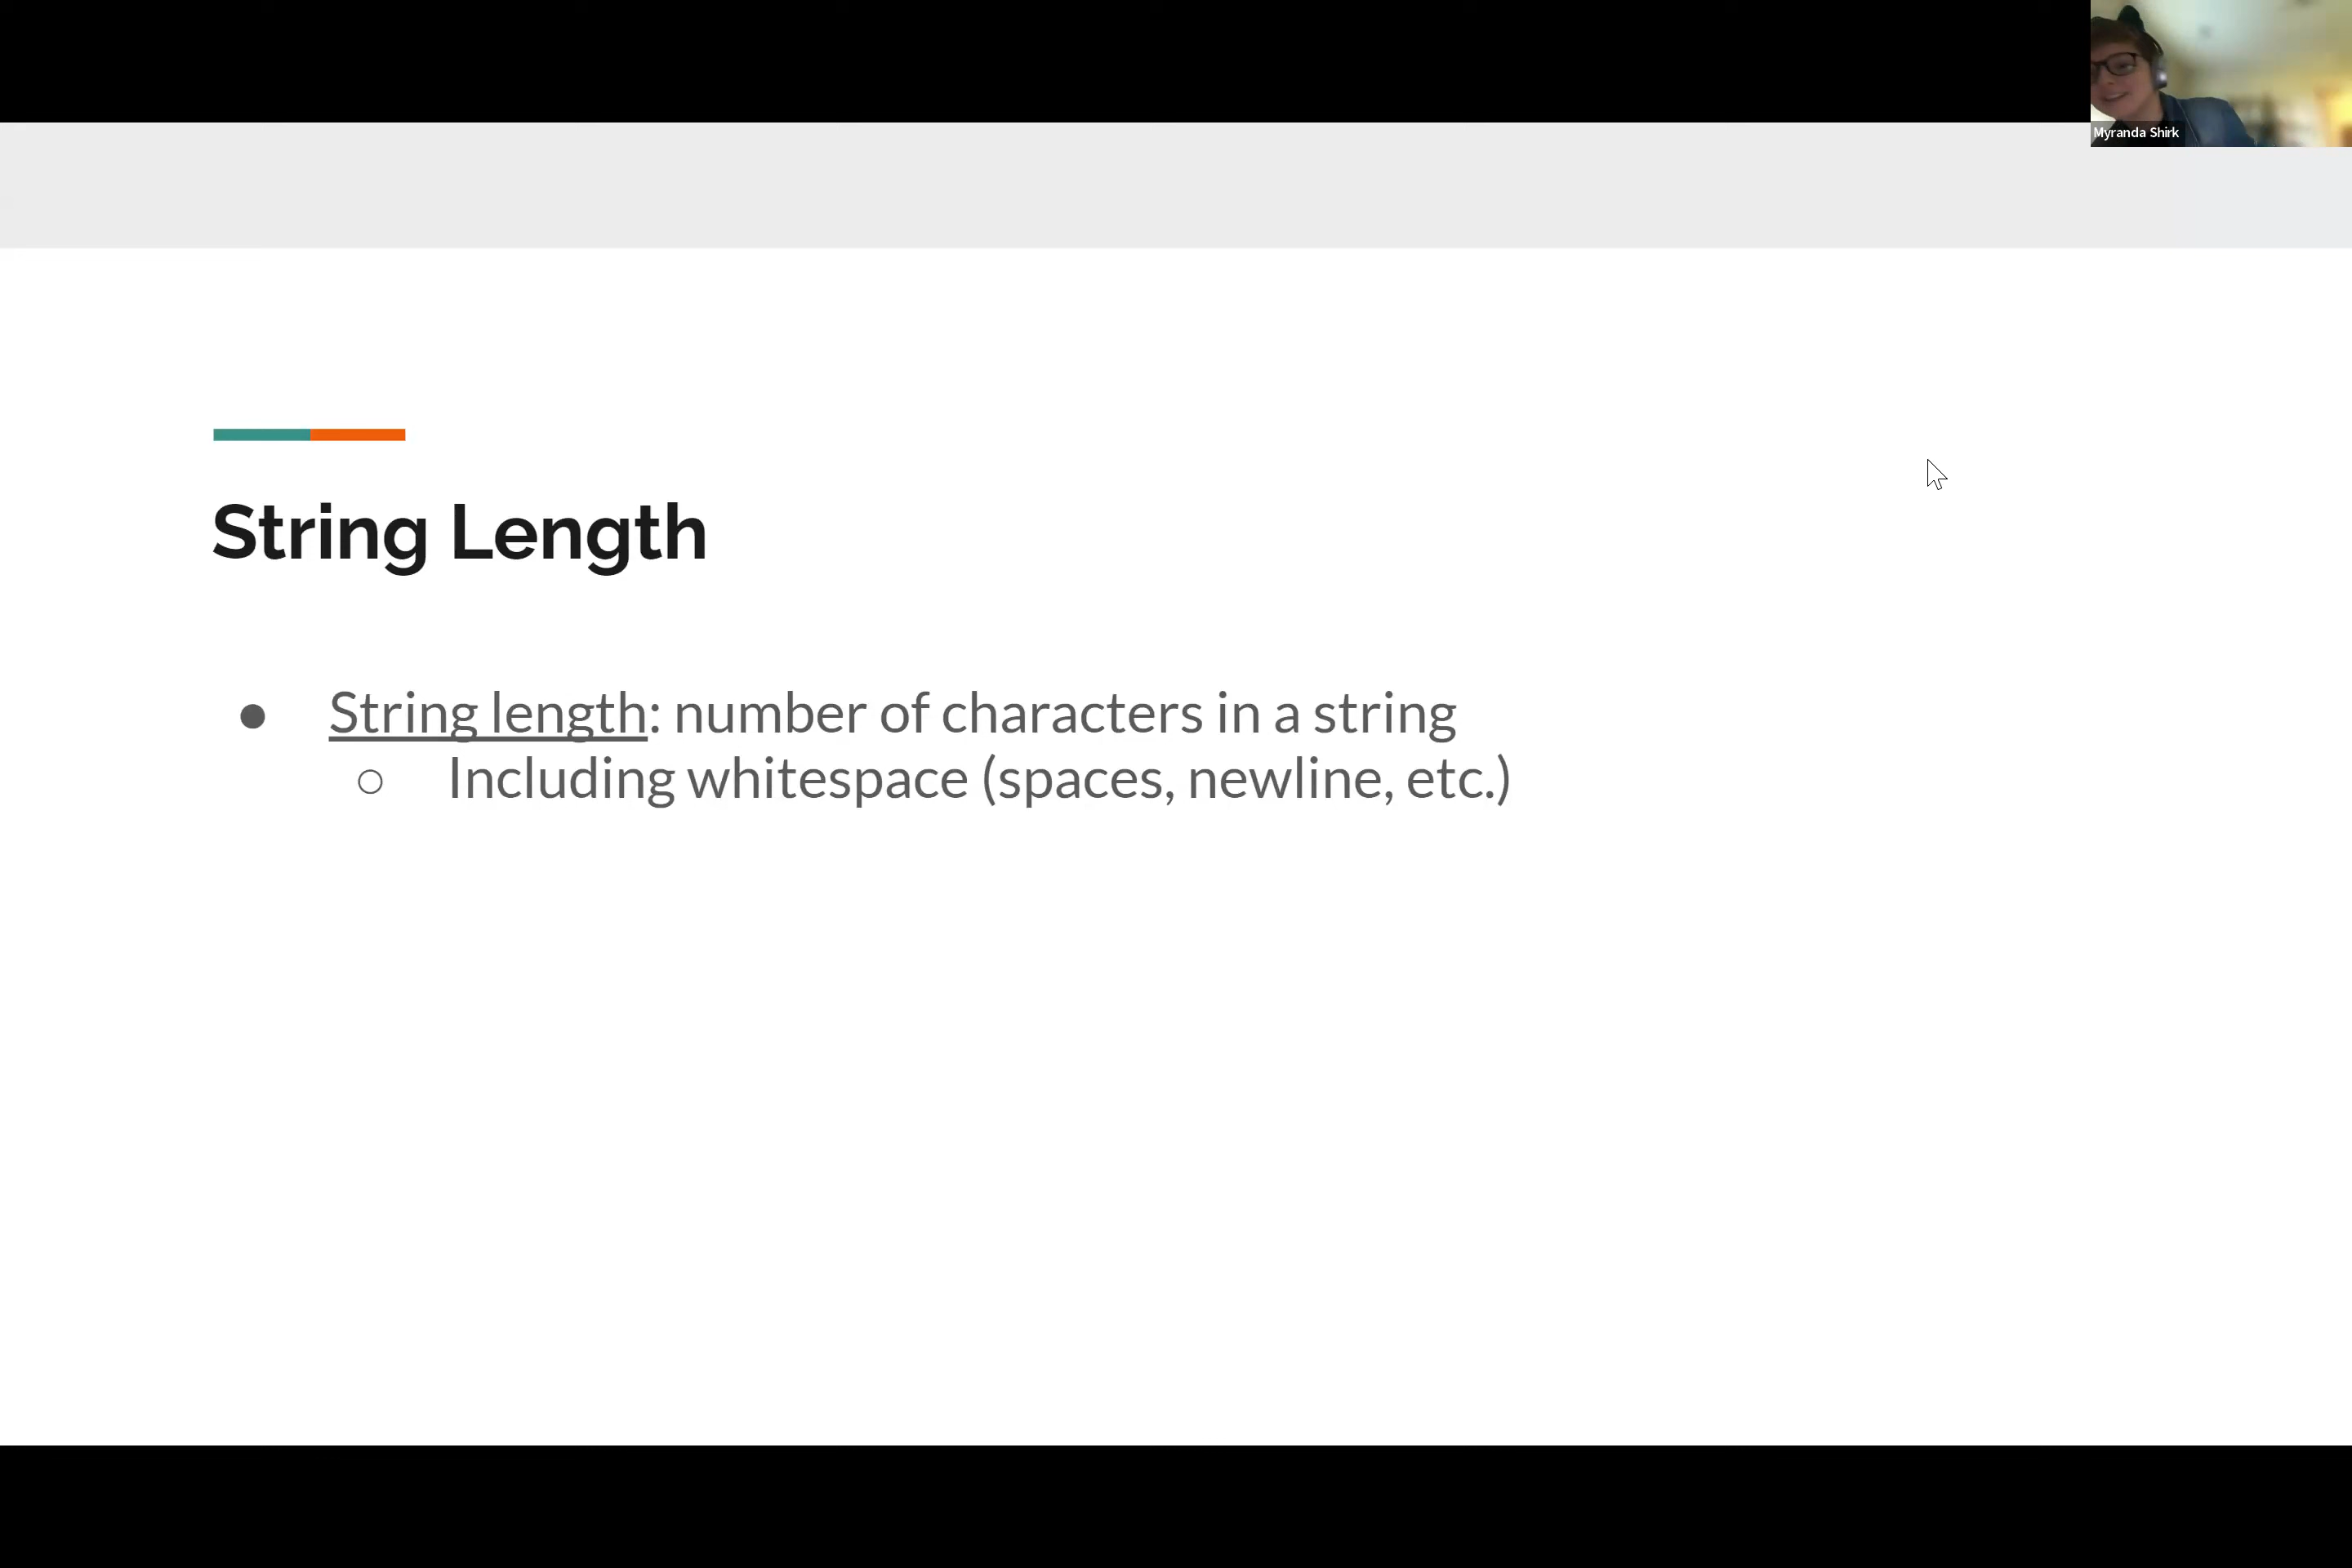 Myranda Shirk
String Length
● String length: number of characters in a string
○ Including whitespace (spaces, newline, etc.)